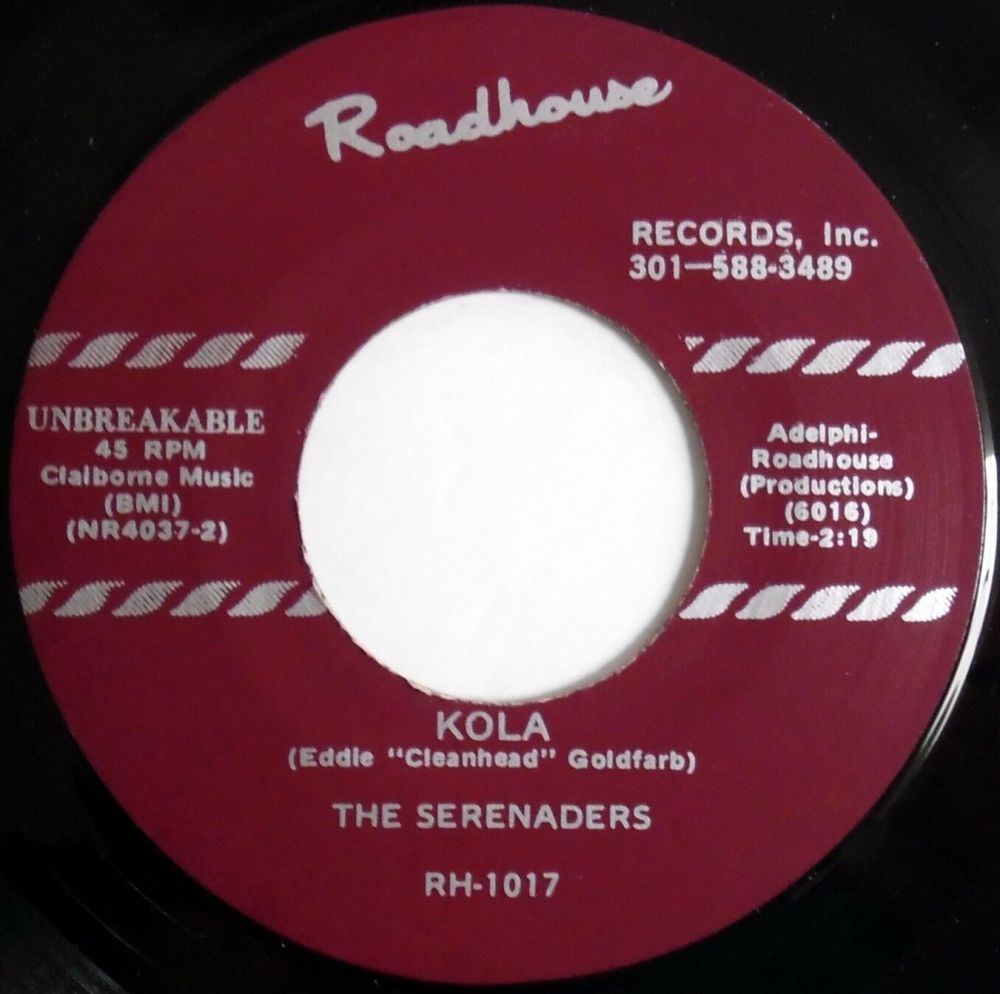 Roadhouse
RECORDS, Inc.
301—588-3489
UNBREAKABLE
45 RPM
Claiborne Music
(BMI)
(NR4037-2)
Adelphi-
Roadhouse
(Productions)
(6016)
Time-2:19
KOLA
(Eddie “Cleanhead” Goldfarb)
THE SERENADERS
RH-1017